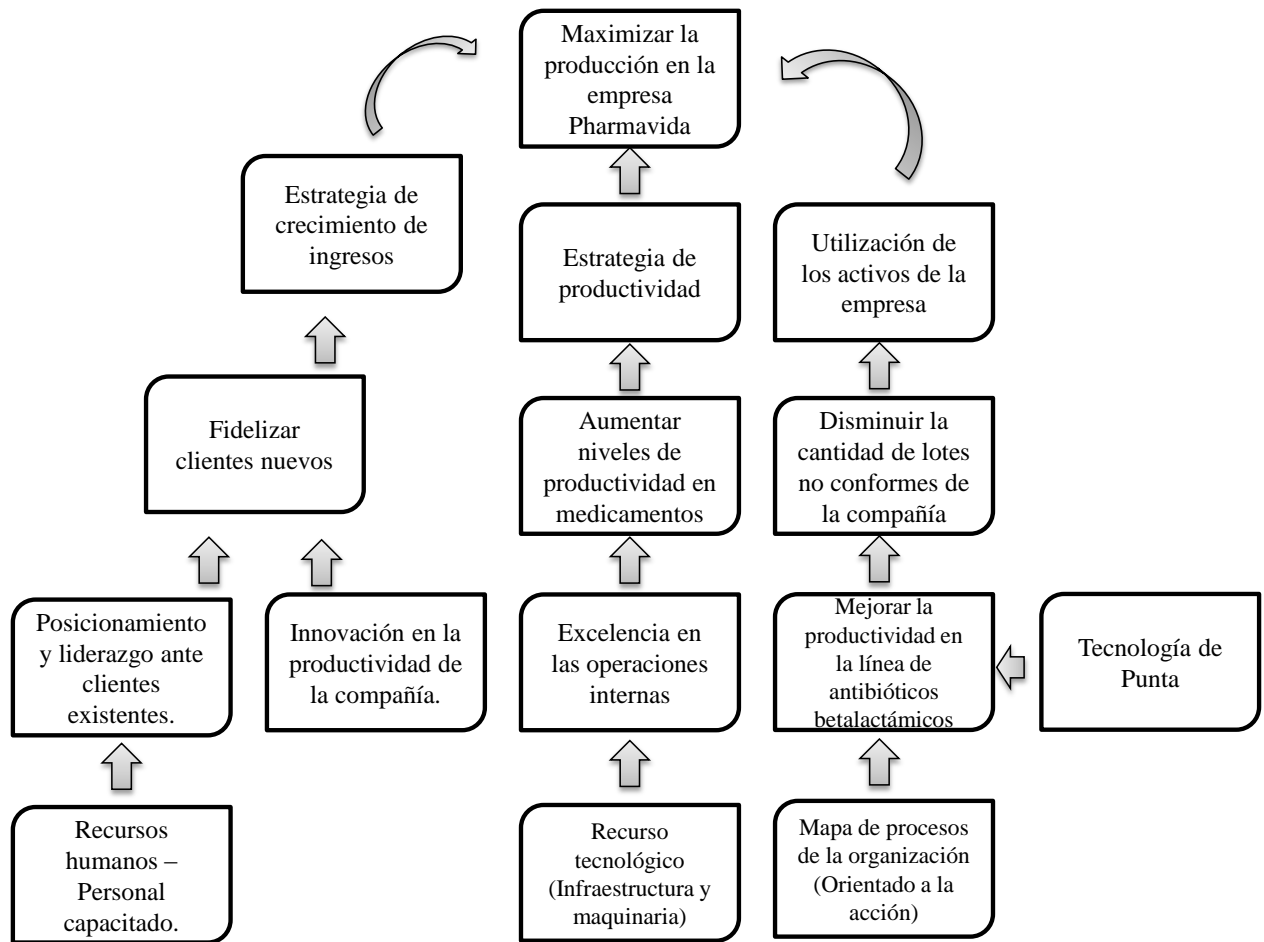 Maximizar la
producción en la
empresa
Pharmavida
Estrategia de
crecimiento de
ingresos
Estrategia de
productividad
Utilización de
los activos de la
empresa
Fidelizar
clientes nuevos
Aumentar
niveles de
productividad en
medicamentos
Disminuir la
cantidad de lotes
no conformes de
la compañía
Posicionamiento
y liderazgo ante
clientes
existentes.
Innovación en la
productividad de
la compañía.
Excelencia en
las operaciones
internas
Mejorar la
productividad en
la línea de
antibióticos
betalactámicos
Tecnología de
Punta
Recursos
humanos –
Personal
capacitado.
Recurso
tecnológico
(Infraestructura y
maquinaria)
Mapa de procesos
de la organización
(Orientado a la
acción)